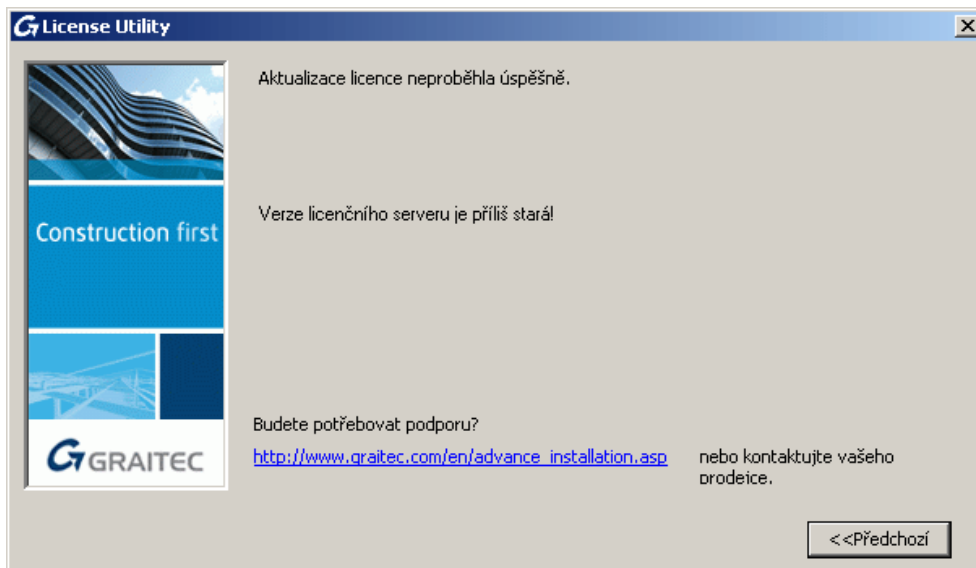 License Utility
Aktualizace licence neproběhla úspěšně.
Verze licenčního serveru je příliš stará!
Construction first
GRAITEC
Budete potřebovat podporu?
http://www.graitec.com/en/advance_installation.asp
nebo kontaktujte vašeho
prodejce.
<<Předchozí